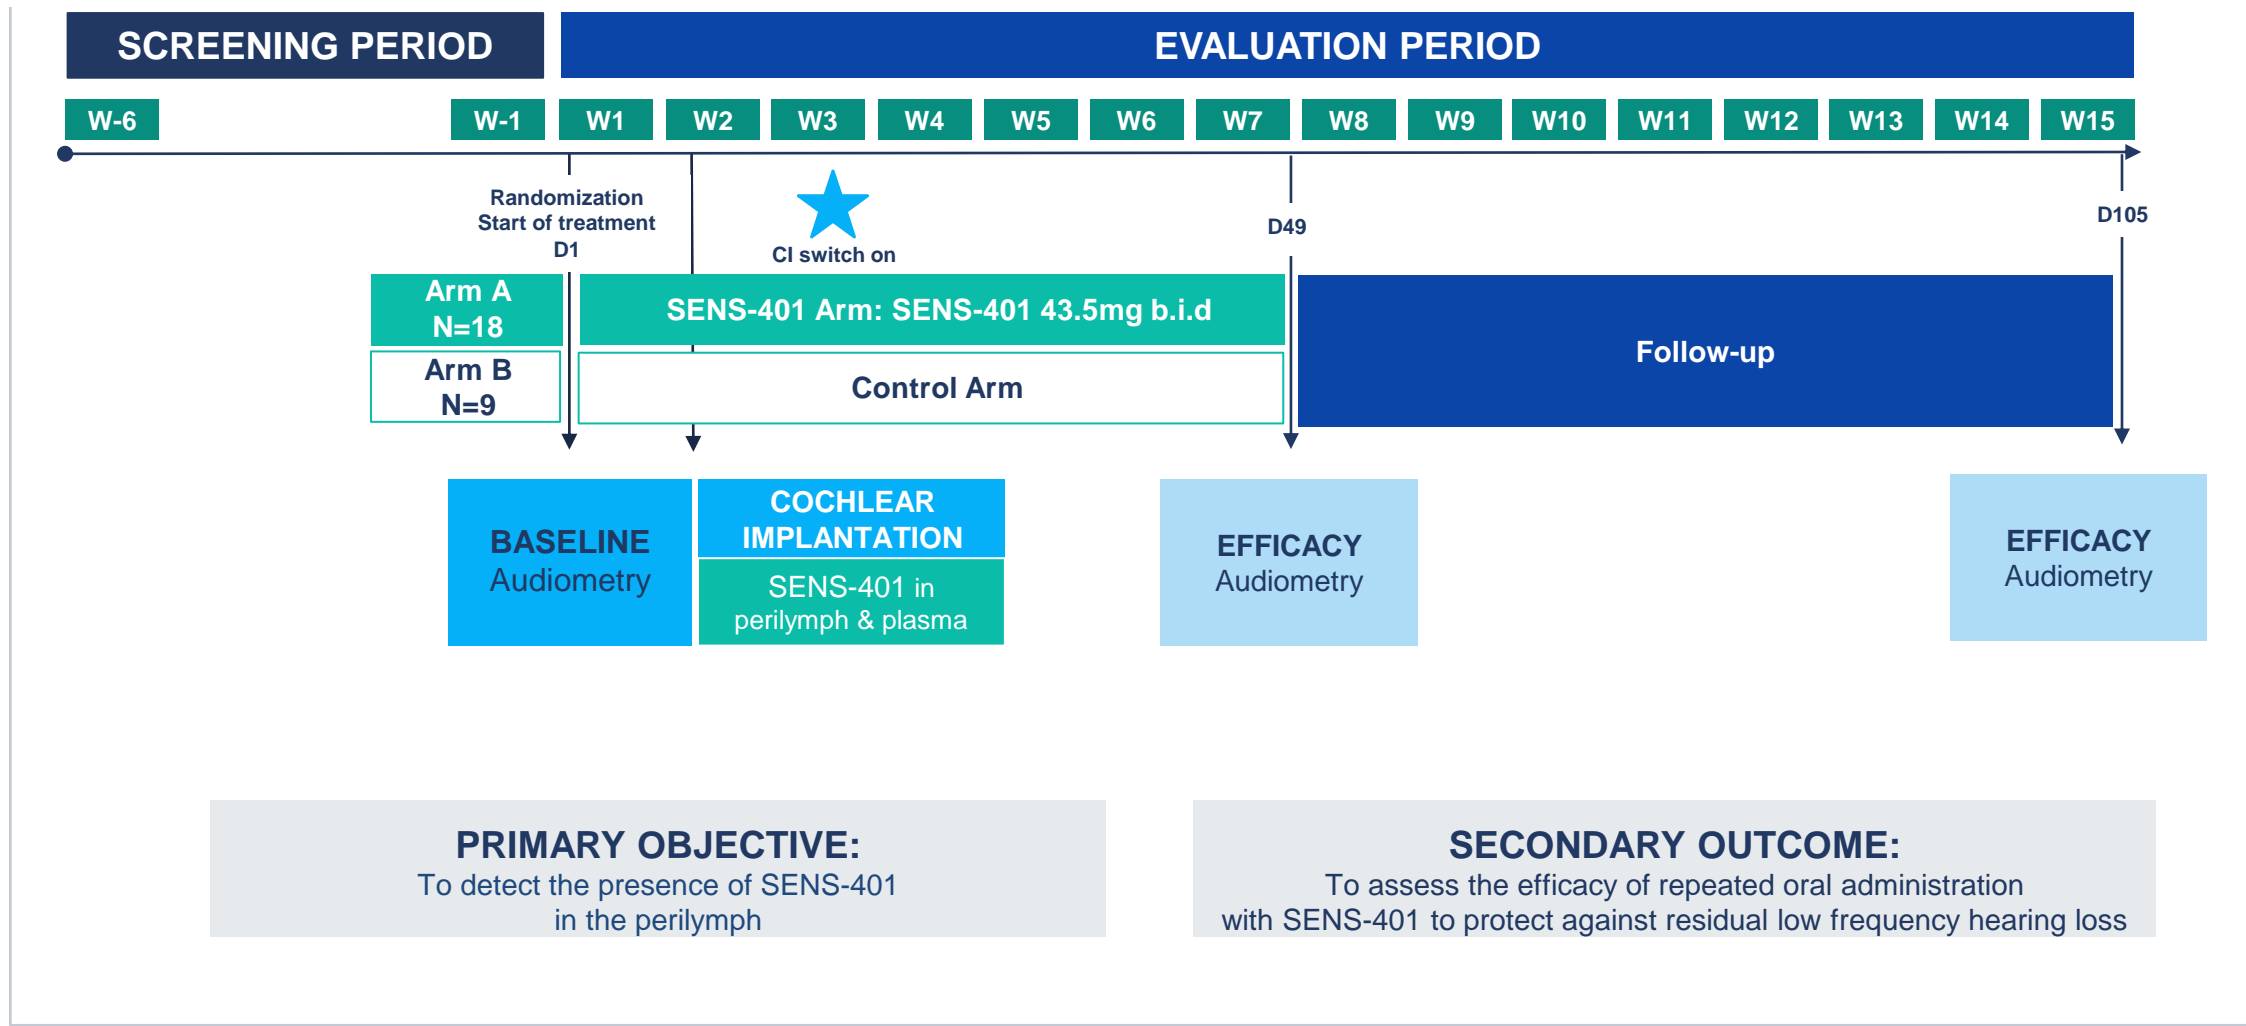 SCREENING PERIOD
EVALUATION PERIOD
W-6
W-1
W1
W2
W3
W4
W5
W6
W7
W8
W9
W10
W11
W12
W13
W14
W15
Randomization
Start of treatment
D1
CI switch on
D49
D105
Arm A
N=18
SENS-401 Arm: SENS-401 43.5mg b.i.d
Arm B
N=9
Control Arm
Follow-up
BASELINE
Audiometry
COCHLEAR
IMPLANTATION
SENS-401 in
perilymph & plasma
EFFICACY
Audiometry
EFFICACY
Audiometry
PRIMARY OBJECTIVE:
To detect the presence of SENS-401
in the perilymph
SECONDARY OUTCOME:
To assess the efficacy of repeated oral administration
with SENS-401 to protect against residual low frequency hearing loss